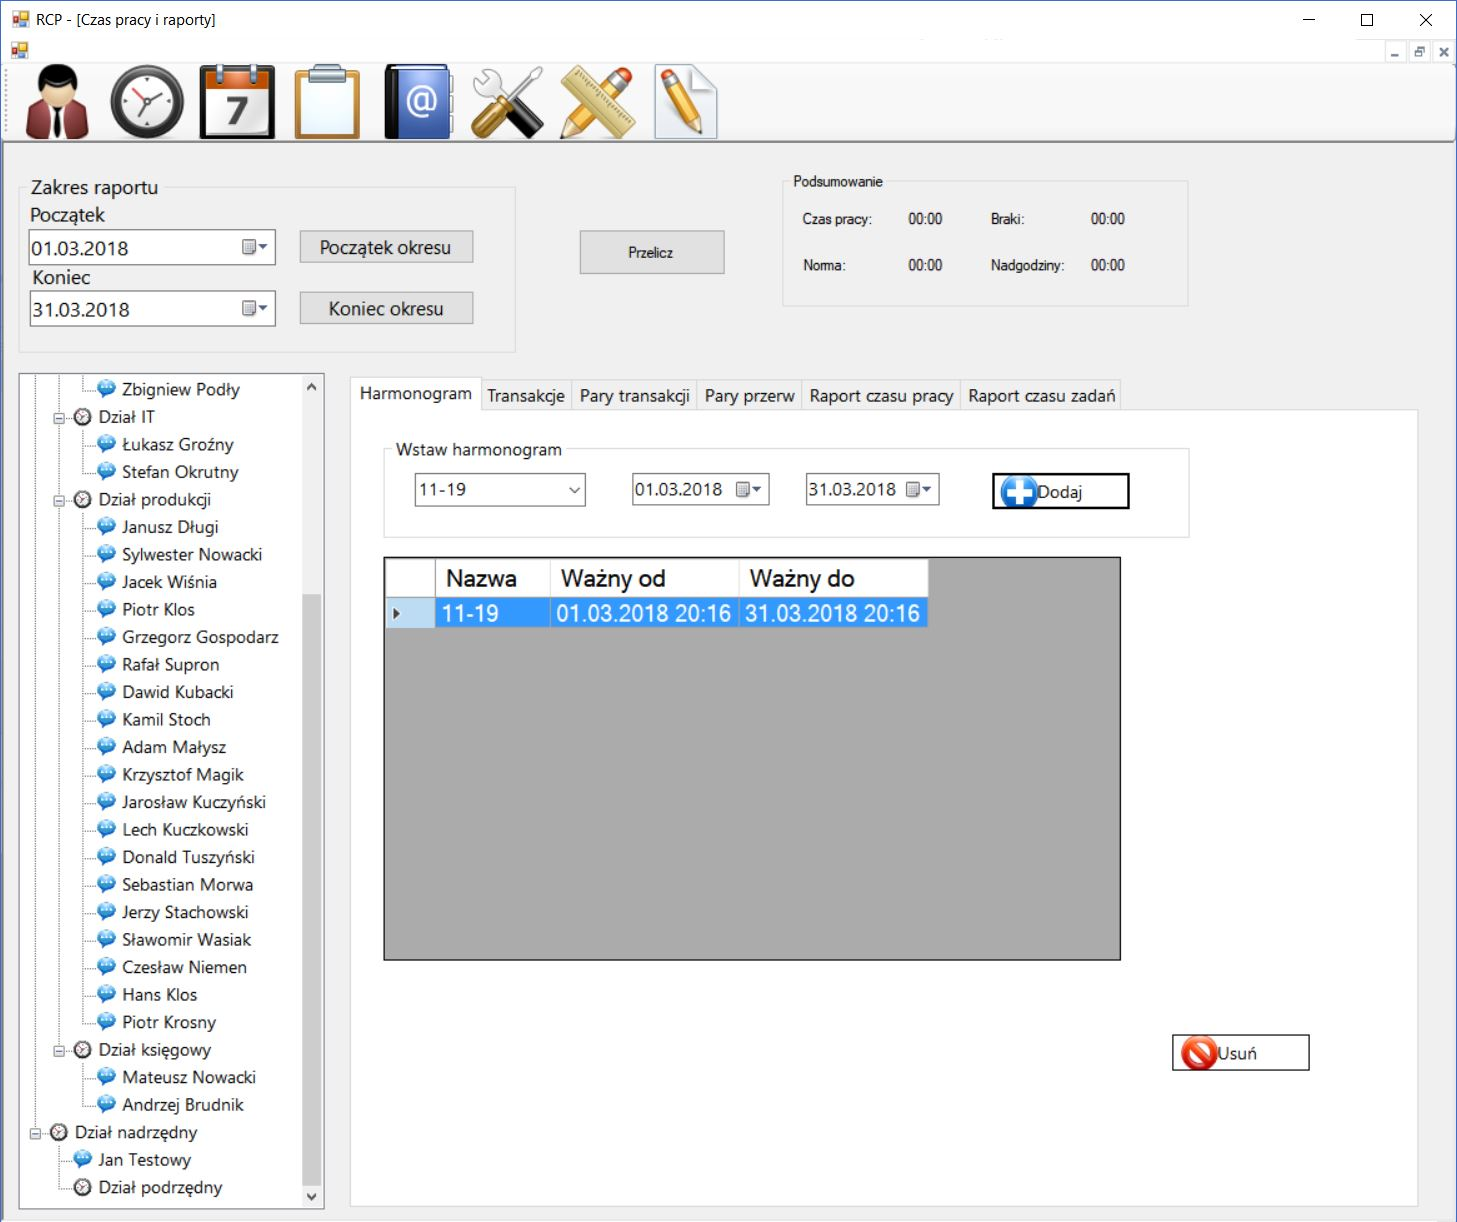 RCP - [Czas pracy i raporty]
7
@
Zakres raportu
Początek
01.03.2018
Początek okresu
Koniec
31.03.2018
Koniec okresu
Przelicz
Podsumowanie
Czas pracy: 00:00 Braki: 00:00
Norma: 00:00 Nadgodziny: 00:00
Zbigniew Podły
Dział IT
Łukasz Groźny
Stefan Okrutny
Dział produkcji
Janusz Długi
Sylwester Nowacki
Jacek Wiśnia
Piotr Klos
Grzegorz Gospodarz
Rafał Supron
Dawid Kubacki
Kamil Stoch
Adam Małysz
Krzysztof Magik
Jarosław Kuczyński
Lech Kuczkowski
Donald Tuszyński
Sebastian Morwa
Jerzy Stachowski
Sławomir Wasiak
Czesław Niemen
Hans Klos
Piotr Krosny
Dział księgowy
Mateusz Nowacki
Andrzej Brudnik
Dział nadrzędny
Jan Testowy
Dział podrzędny
Harmonogram Transakcje Pary transakcji Pary przerw Raport czasu pracy Raport czasu zadań
Wstaw harmonogram
11-19 01.03.2018 31.03.2018 Dodaj
Nazwa Ważny od Ważny do
11-19 01.03.2018 20:16 31.03.2018 20:16
Usuń